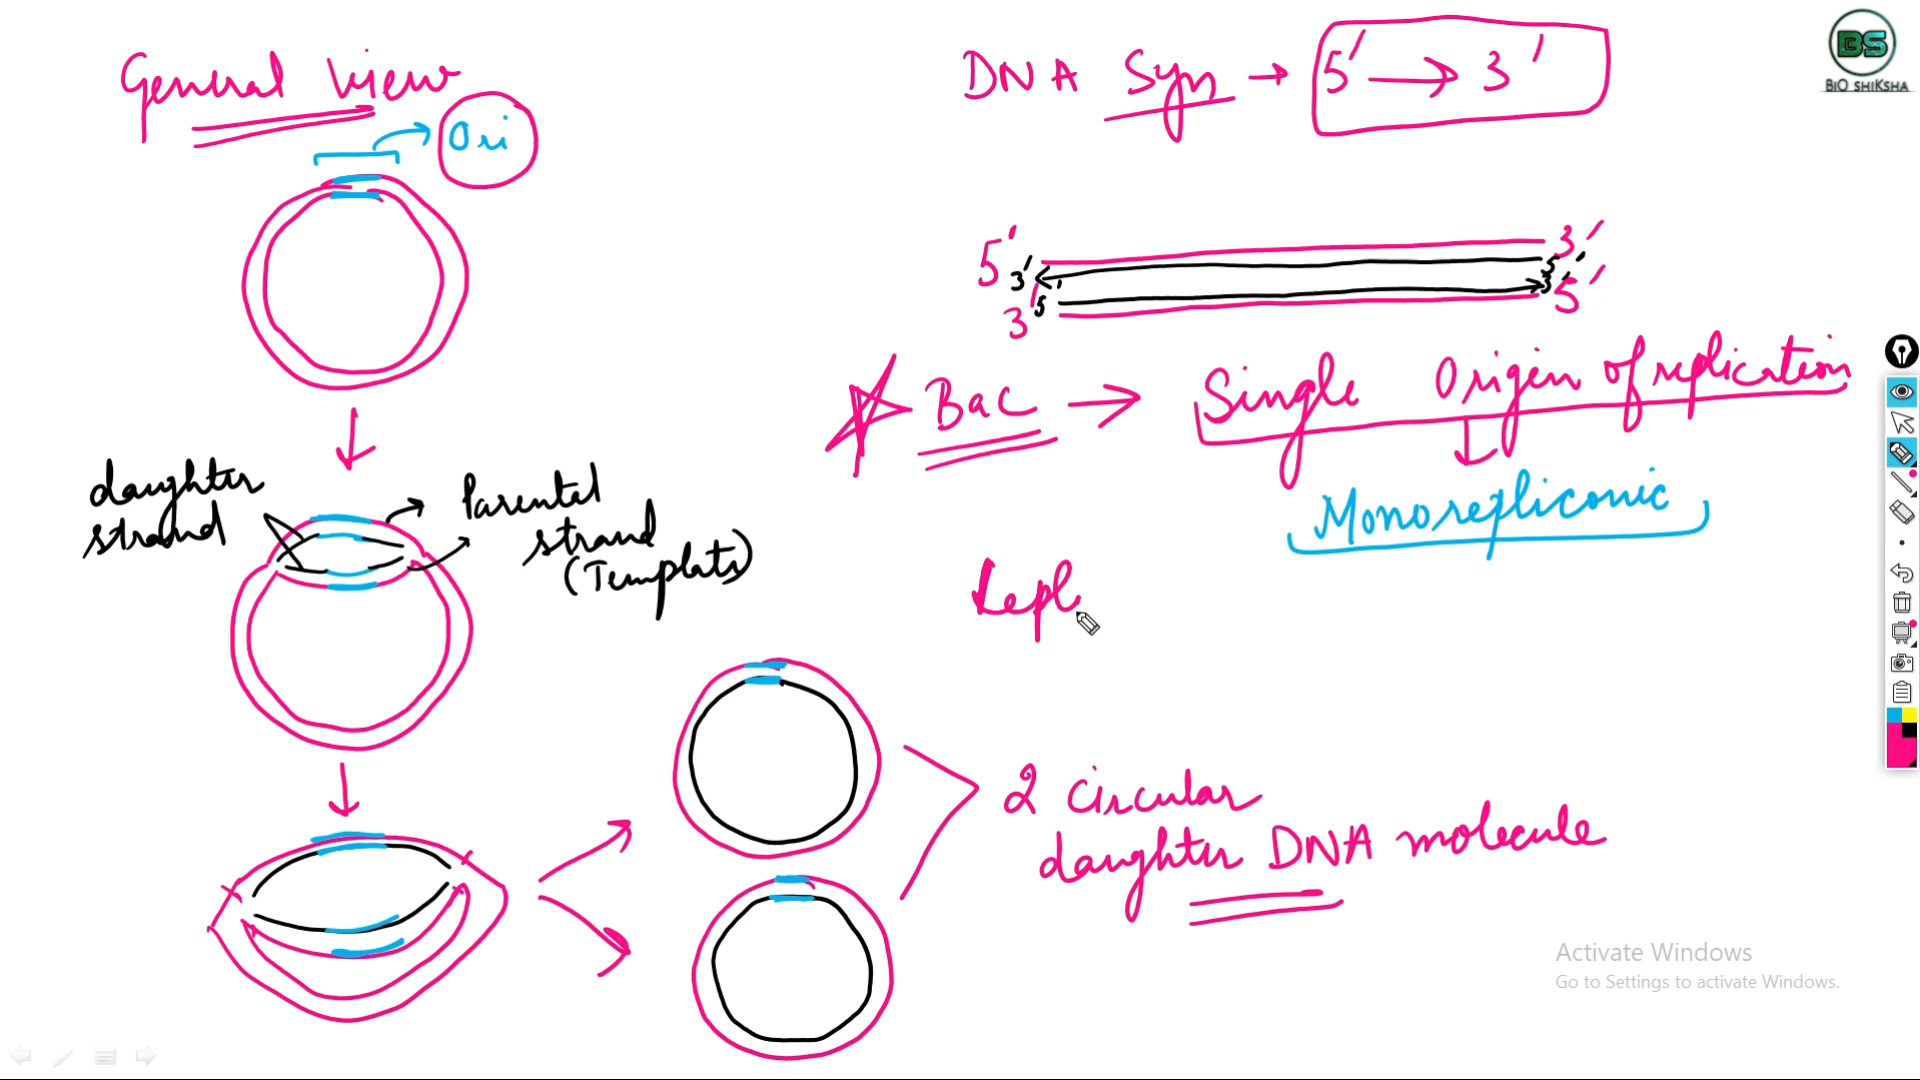 General View
Ori
DNA Syn → 5' → 3'
BS
BIO SHIKSHA
5' 3'
3' 5'
5' 3'
3' 5'
Bac → Single Origin of replication
Monorepliconic
daughter
strand
Parental
strand
(Template)
Repl
2 circular
daughter DNA molecule
Activate Windows
Go to Settings to activate Windows.